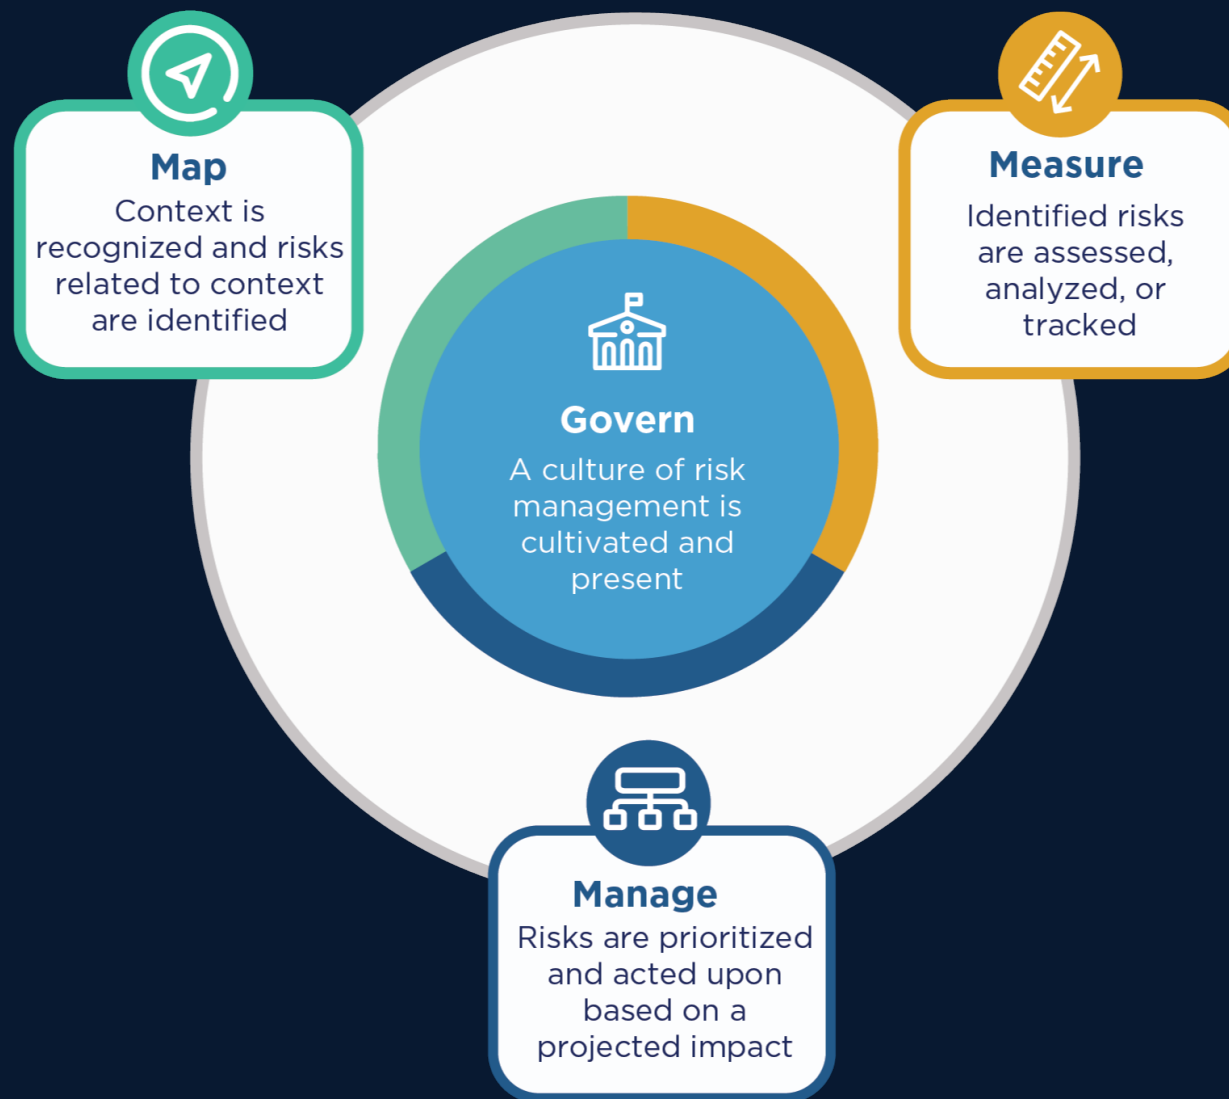 Map
Context is
recognized and risks
related to context
are identified
Measure
Identified risks
are assessed,
analyzed, or
tracked
Govern
A culture of risk
management is
cultivated and
present
Manage
Risks are prioritized
and acted upon
based on a
projected impact